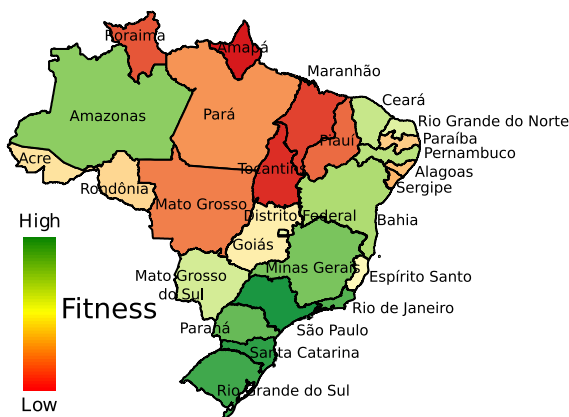 Roraima
Amapá
Maranhão
Ceará
Amazonas
Pará
Rio Grande do Norte
Piauí
Paraíba
Pernambuco
Acre
Tocantins
Alagoas
Rondônia
Sergipe
Mato Grosso
Distrito Federal
Bahia
High
Goiás
Minas Gerais
Mato Grosso
do Sul
Espírito Santo
Fitness
Rio de Janeiro
Paraná
São Paulo
Santa Catarina
Rio Grande do Sul
Low